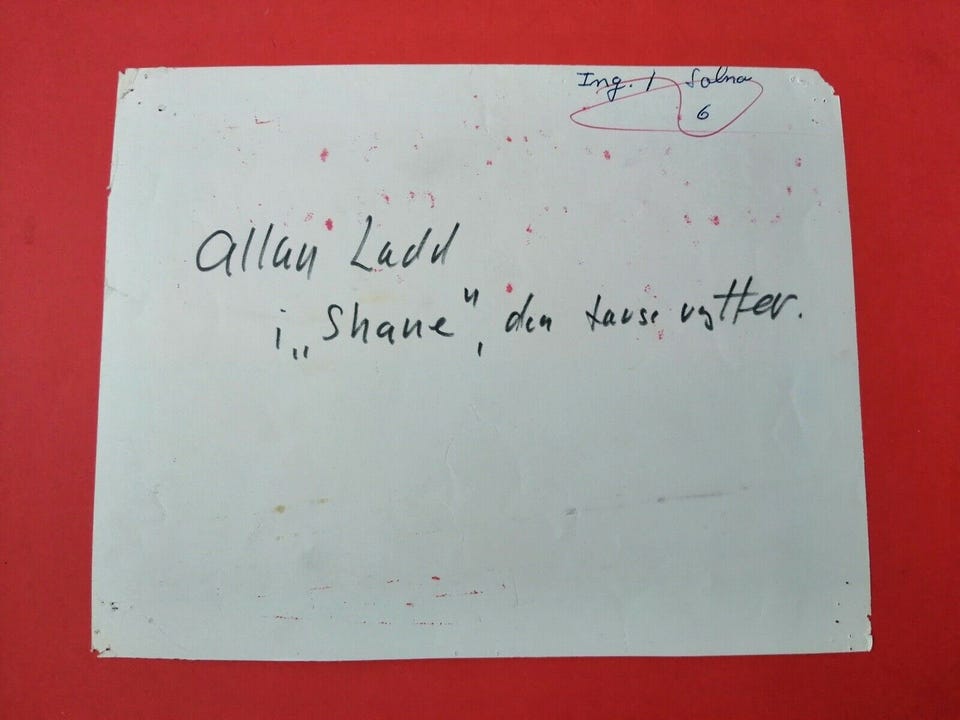 Ing. 1 Solna
6
Allan Ladd
i „Shane", den tause rytter.